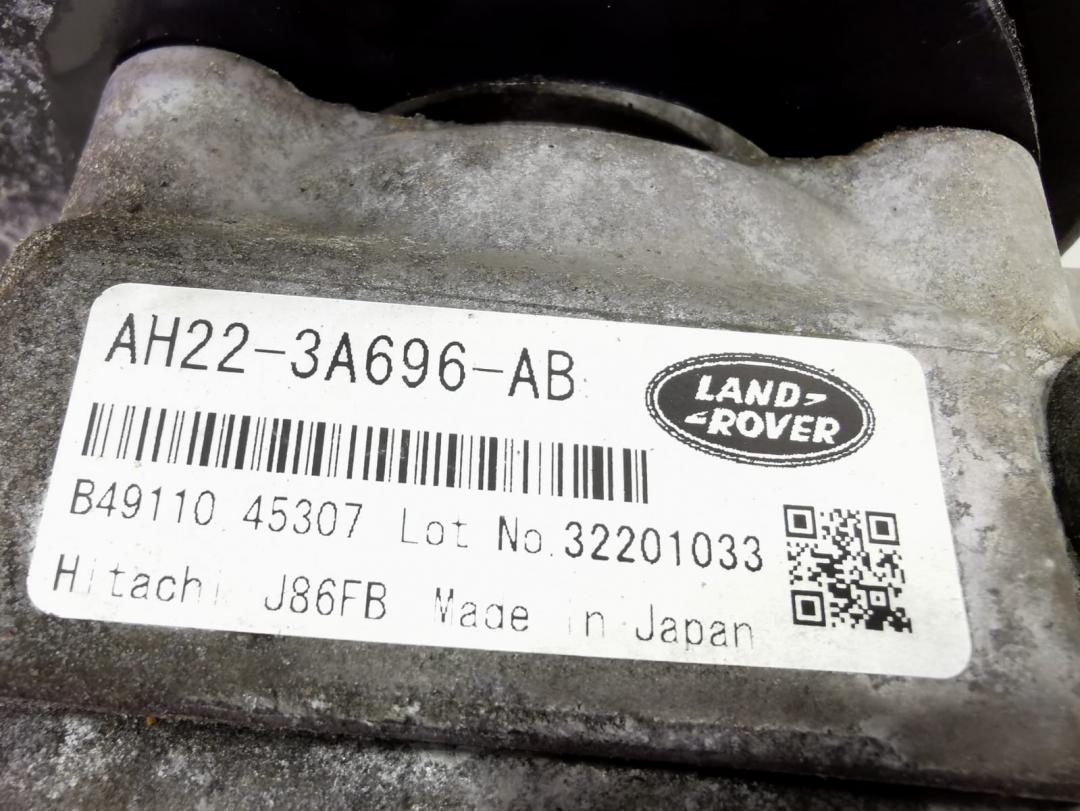 AH22-3A696-AB
LAND
ROVER
B49110 45307 Lot No.32201033
Hitachi J86FB Made in Japan